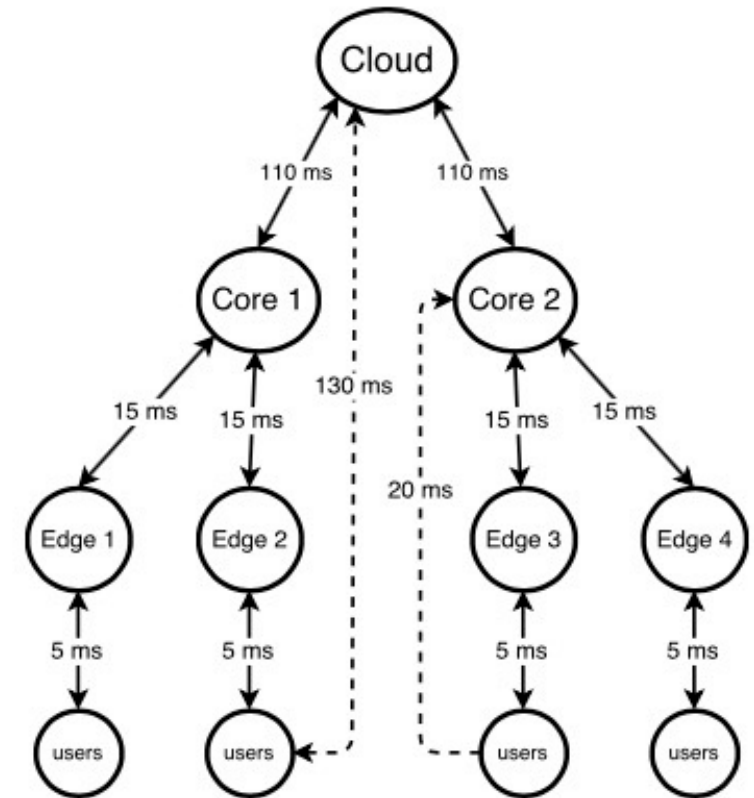 Cloud
110 ms
110 ms
Core 1
Core 2
130 ms
15 ms
15 ms
15 ms
15 ms
20 ms
Edge 1
Edge 2
Edge 3
Edge 4
5 ms
5 ms
5 ms
5 ms
users
users
users
users